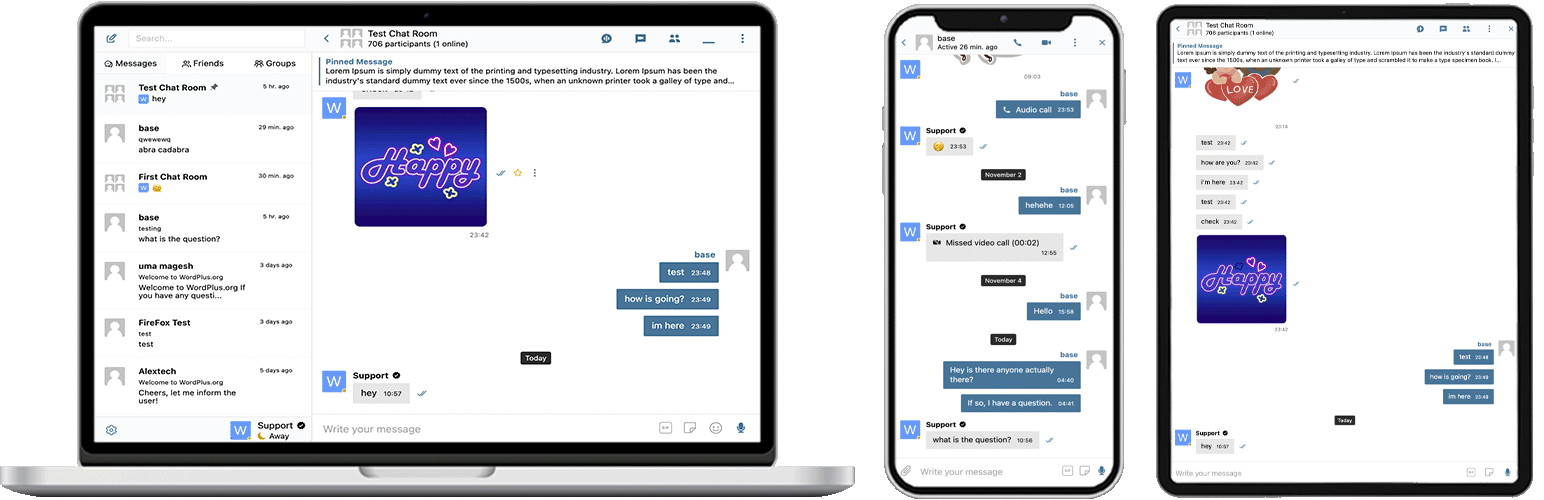 Search...
Test Chat Room
706 participants (1 online)
Messages
Friends
Groups
Pinned Message
Lorem Ipsum is simply dummy text of the printing and typesetting industry. Lorem Ipsum has been the
industry's standard dummy text ever since the 1500s, when an unknown printer took a galley of type and...
Test Chat Room
5 hr. ago
W hey
base
29 min. ago
qwewewq
abra cadabra
First Chat Room
30 min. ago
W
base
5 hr. ago
testing
what is the question?
uma magesh
3 days ago
Welcome to WordPlus.org
Welcome to WordPlus.org If
you have any questi...
FireFox Test
3 days ago
test
test
Alextech
5 days ago
Welcome to WordPlus.org
Cheers, let me inform the
user!
W
Support
Away
check 23:42
W
Happy
23:42
base
test 23:48
how is going? 23:49
im here 23:49
Today
W
Support
hey 10:57
Write your message
GIF
base
Active 26 min. ago
W
09:03
base
Audio call 23:53
W
Support
23:53
November 2
base
hehehe 12:05
W
Support
Missed video call (00:02)
12:55
November 4
base
Hello 15:58
Today
base
Hey is there anyone actually
there? 04:40
If so, I have a question. 04:41
W
Support
what is the question? 10:56
Write your message
GIF
Test Chat Room
706 participants (1 online)
Pinned Message
Lorem Ipsum is simply dummy text of the printing and typesetting industry. Lorem Ipsum has been the industry's standard dummy
text ever since the 1500s, when an unknown printer took a galley of type and scrambled it to make a type specimen book. I...
W
LOVE
23:14
test 23:42
how are you? 23:42
i'm here 23:42
test 23:42
check 23:42
Happy
23:42
base
test 23:48
how is going? 23:49
im here 23:49
Today
W
Support
hey 10:57
Write your message